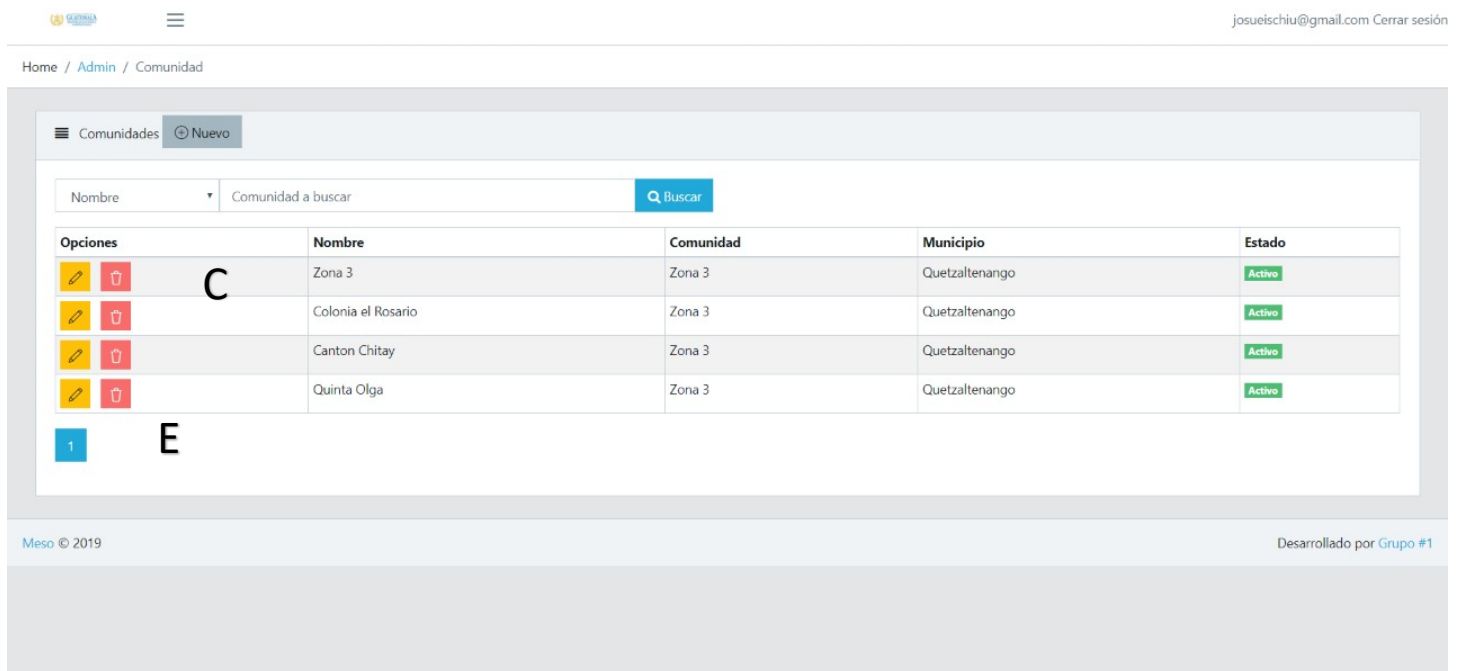 GUATEMALA
josueischiu@gmail.com Cerrar sesión
Home / Admin / Comunidad
Comunidades Nuevo
Nombre Comunidad a buscar Buscar
Opciones Nombre Comunidad Municipio Estado
C Zona 3 Zona 3 Quetzaltenango Activo
Colonia el Rosario Zona 3 Quetzaltenango Activo
Canton Chitay Zona 3 Quetzaltenango Activo
Quinta Olga Zona 3 Quetzaltenango Activo
1 E
Meso © 2019 Desarrollado por Grupo #1